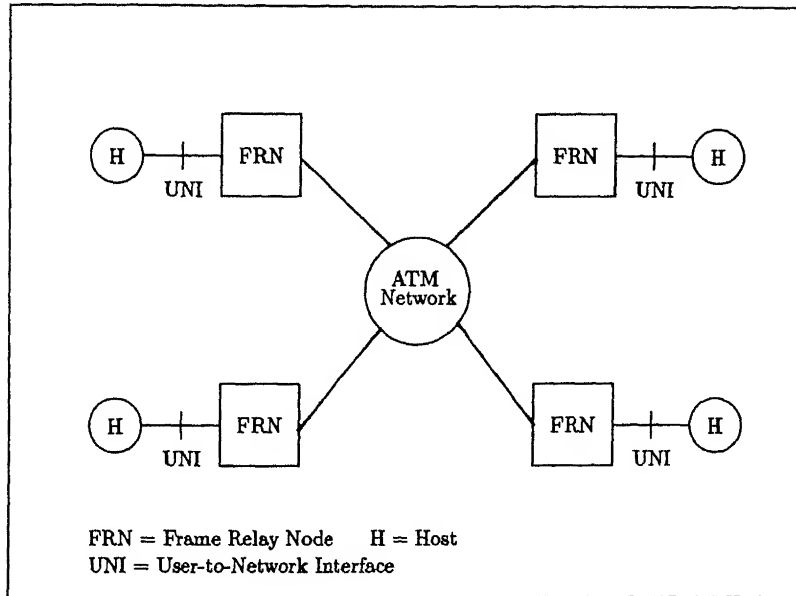 H
UNI
FRN
FRN
UNI
H
ATM
Network
H
UNI
FRN
FRN
UNI
H
FRN = Frame Relay Node H = Host
UNI = User-to-Network Interface